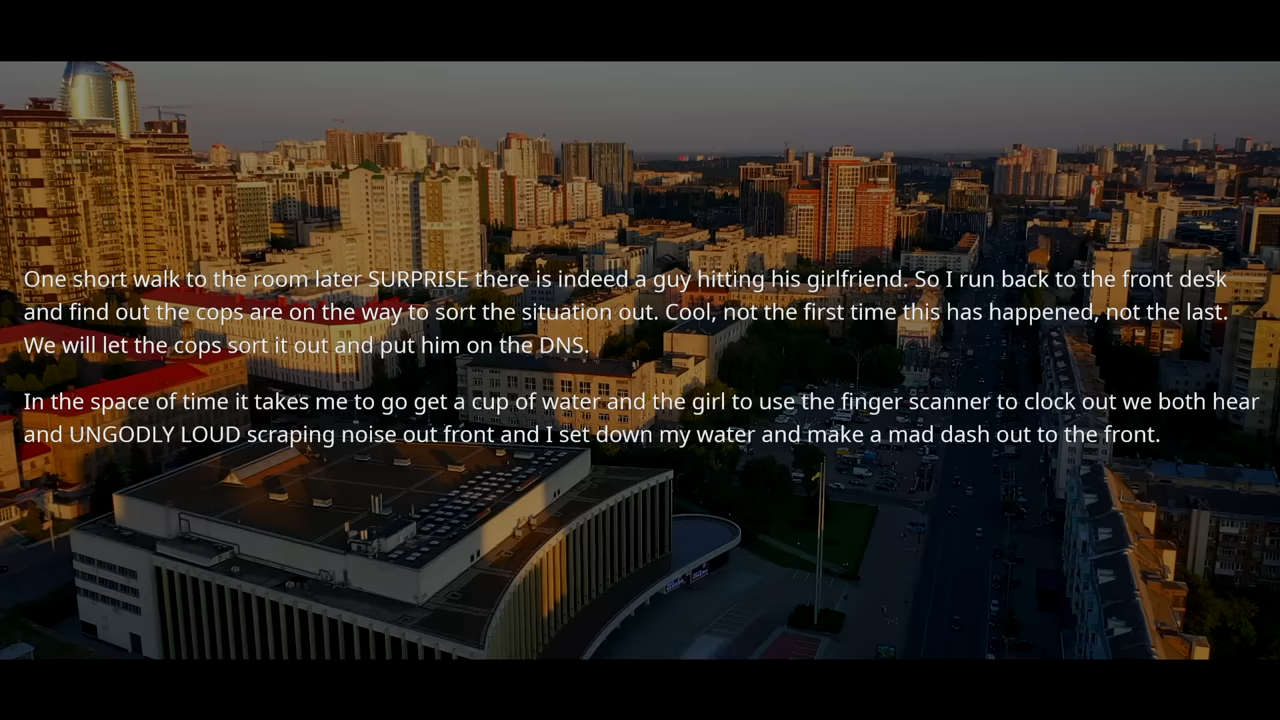 One short walk to the room later SURPRISE there is indeed a guy hitting his girlfriend. So I run back to the front desk
and find out the cops are on the way to sort the situation out. Cool, not the first time this has happened, not the last.
We will let the cops sort it out and put him on the DNS.
In the space of time it takes me to go get a cup of water and the girl to use the finger scanner to clock out we both hear
and UNGODLY LOUD scraping noise out front and I set down my water and make a mad dash out to the front.